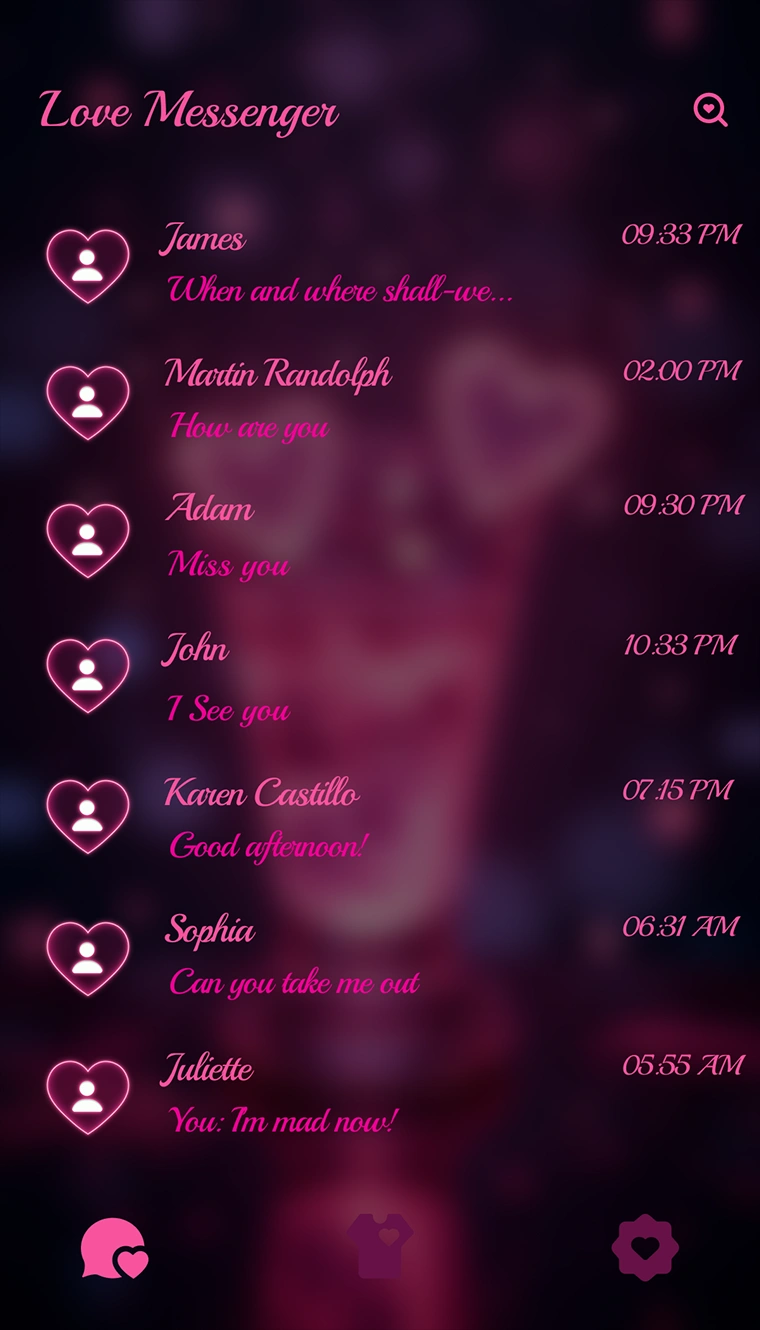 Love Messenger
James 09:33 PM
When and where shall-we...
Martin Randolph 02:00 PM
How are you
Adam 09:30 PM
Miss you
John 10:33 PM
I See you
Karen Castillo 07:15 PM
Good afternoon!
Sophia 06:31 AM
Can you take me out
Juliette 05:55 AM
You: I'm mad now!